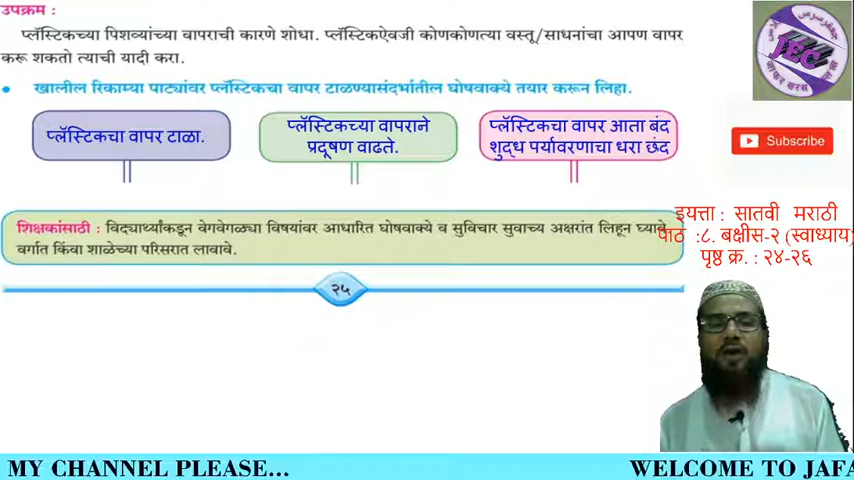 उपक्रम :
प्लॅस्टिकच्या पिशव्यांच्या वापराची कारणे शोधा. प्लॅस्टिकऐवजी कोणकोणत्या वस्तू/साधनांचा आपण वापर
करू शकतो त्याची यादी करा.
• खालील रिकाम्या पाट्यांवर प्लॅस्टिकचा वापर टाळण्यासंदर्भातील घोषवाक्ये तयार करून लिहा.
प्लॅस्टिकचा वापर टाळा.
प्लॅस्टिकच्या वापराने
प्रदूषण वाढते.
प्लॅस्टिकचा वापर आता बंद
शुद्ध पर्यावरणाचा धरा छंद
शिक्षकांसाठी : विद्यार्थ्यांकडून वेगवेगळ्या विषयांवर आधारित घोषवाक्ये व सुविचार सुवाच्य अक्षरांत लिहून घ्यावे.
वर्गात किंवा शाळेच्या परिसरात लावावे.
२५
JEC
Subscribe
इयत्ता : सातवी मराठी
पाठ :८. बक्षीस-२ (स्वाध्याय)
पृष्ठ क्र. : २४-२६
MY CHANNEL PLEASE...
WELCOME TO JAFA